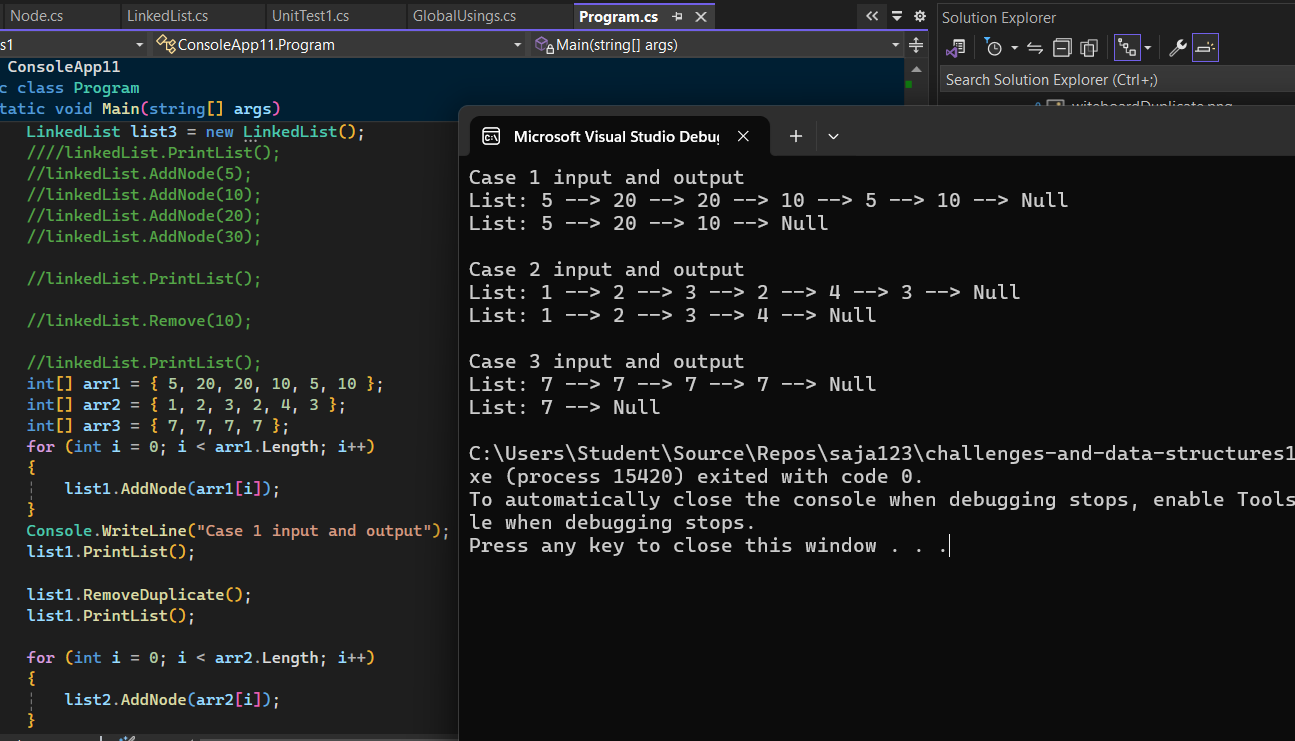 Node.cs LinkedList.cs UnitTest1.cs GlobalUsings.cs Program.cs
s1 ConsoleApp11.Program Main(string[] args)
ConsoleApp11
c class Program
tatic void Main(string[] args)
LinkedList list3 = new LinkedList();
////linkedList.PrintList();
//linkedList.AddNode(5);
//linkedList.AddNode(10);
//linkedList.AddNode(20);
//linkedList.AddNode(30);
//linkedList.PrintList();
//linkedList.Remove(10);
//linkedList.PrintList();
int[] arr1 = { 5, 20, 20, 10, 5, 10 };
int[] arr2 = { 1, 2, 3, 2, 4, 3 };
int[] arr3 = { 7, 7, 7, 7 };
for (int i = 0; i < arr1.Length; i++)
{
list1.AddNode(arr1[i]);
}
Console.WriteLine("Case 1 input and output");
list1.PrintList();
list1.RemoveDuplicate();
list1.PrintList();
for (int i = 0; i < arr2.Length; i++)
{
list2.AddNode(arr2[i]);
}
Solution Explorer
Search Solution Explorer (Ctrl+;)
witeboardDuplicate.png
Microsoft Visual Studio Debug
Case 1 input and output
List: 5 --> 20 --> 20 --> 10 --> 5 --> 10 --> Null
List: 5 --> 20 --> 10 --> Null
Case 2 input and output
List: 1 --> 2 --> 3 --> 2 --> 4 --> 3 --> Null
List: 1 --> 2 --> 3 --> 4 --> Null
Case 3 input and output
List: 7 --> 7 --> 7 --> 7 --> Null
List: 7 --> Null
C:\Users\Student\Source\Repos\saja123\challenges-and-data-structures1
xe (process 15420) exited with code 0.
To automatically close the console when debugging stops, enable Tools
le when debugging stops.
Press any key to close this window . . .